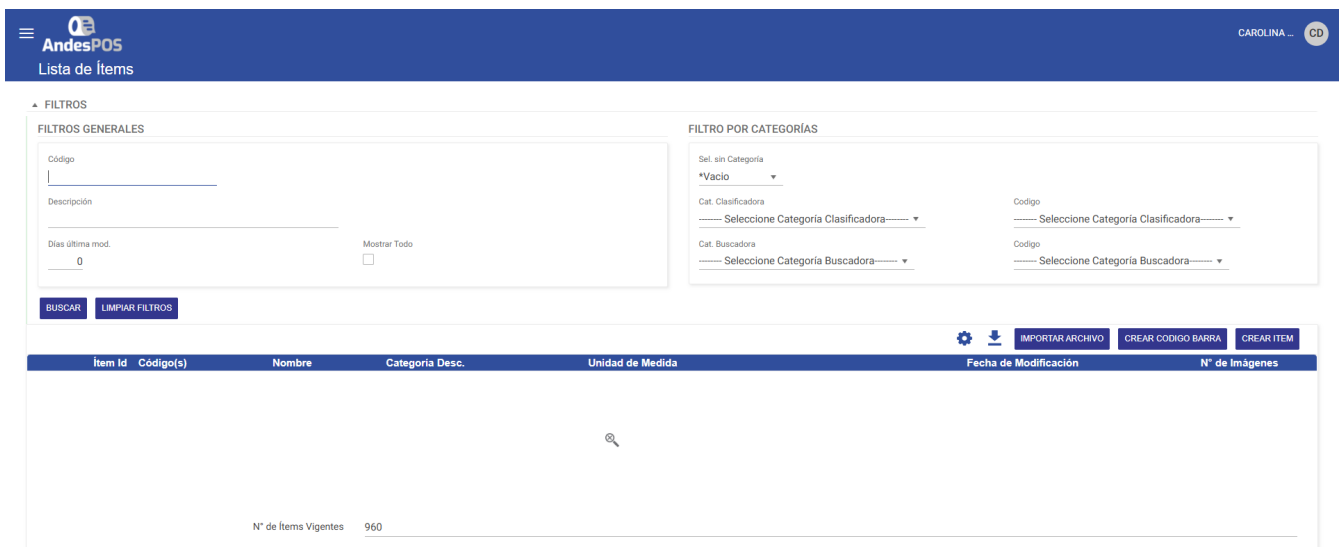 AndesPOS
CAROLINA ... CD
Lista de Ítems
FILTROS
FILTROS GENERALES
Código
Descripción
Días última mod. Mostrar Todo
0
FILTRO POR CATEGORÍAS
Sel. sin Categoría
*Vacio
Cat. Clasificadora Codigo
-------- Seleccione Categoría Clasificadora-------- -------- Seleccione Categoría Clasificadora--------
Cat. Buscadora Codigo
-------- Seleccione Categoría Buscadora-------- -------- Seleccione Categoría Buscadora--------
BUSCAR LIMPIAR FILTROS
IMPORTAR ARCHIVO CREAR CODIGO BARRA CREAR ITEM
Ítem Id Código(s) Nombre Categoría Desc. Unidad de Medida Fecha de Modificación N° de Imágenes
N° de Ítems Vigentes 960